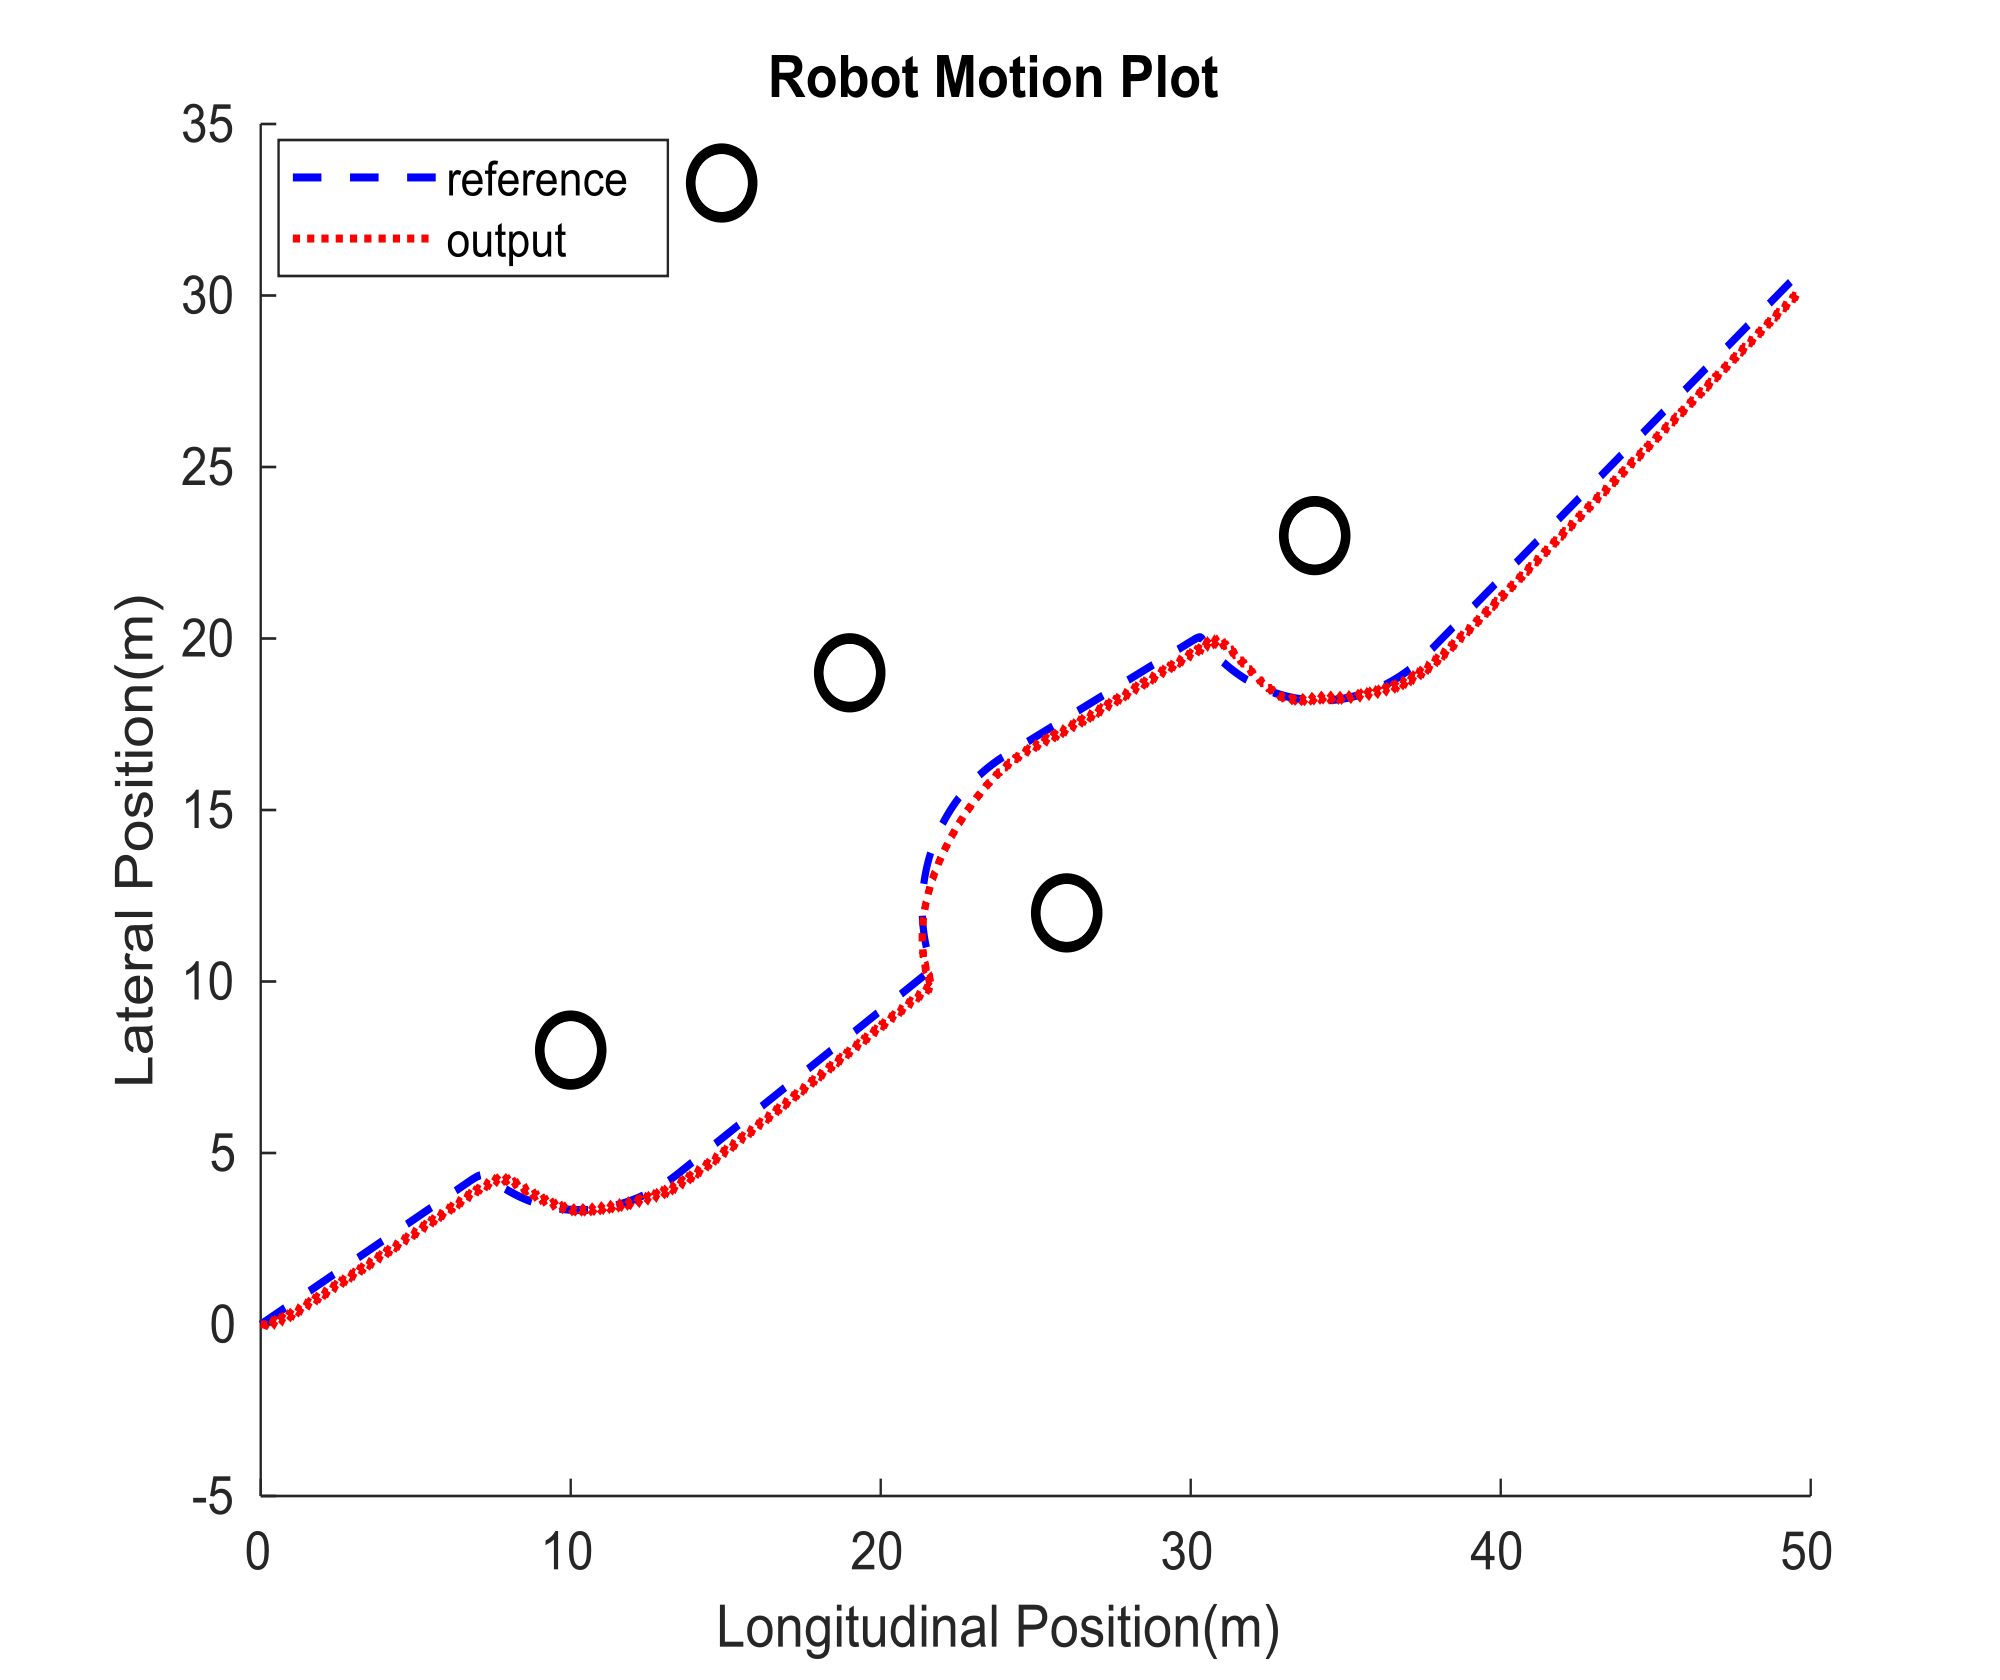 Robot Motion Plot
reference
output
35
30
25
20
15
10
5
0
-5
Lateral Position(m)
0 10 20 30 40 50
Longitudinal Position(m)